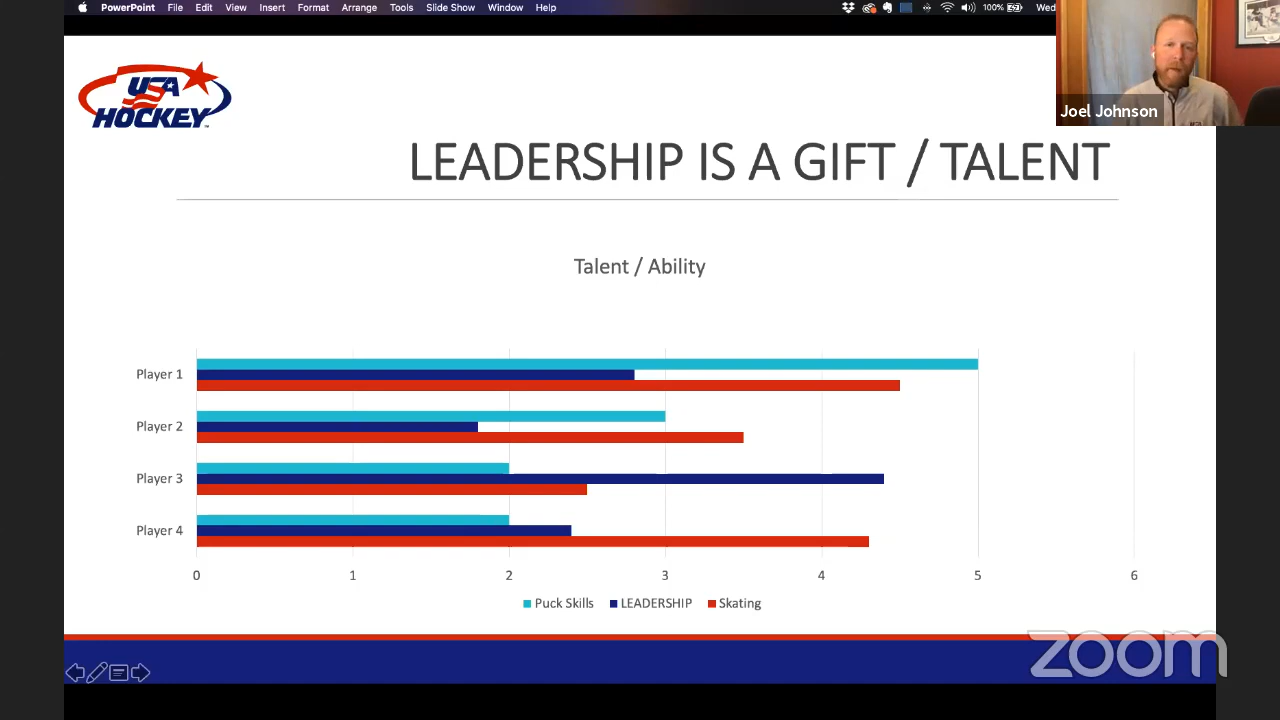 PowerPoint File Edit View Insert Format Arrange Tools Slide Show Window Help 100% Wed
Joel Johnson
USA
HOCKEY
LEADERSHIP IS A GIFT / TALENT
Talent / Ability
Player 1
Player 2
Player 3
Player 4
0 1 2 3 4 5 6
Puck Skills LEADERSHIP Skating
zoom